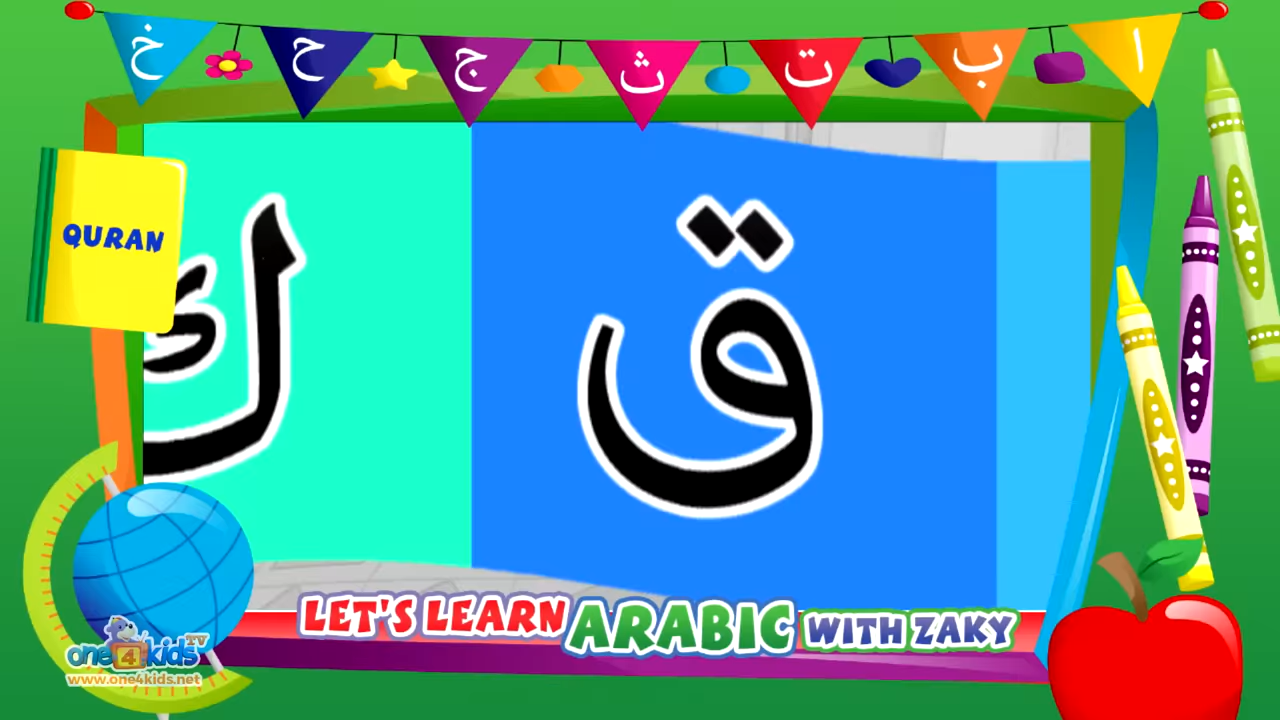 ا ب ت ث ج ح خ
QURAN
ق ك
LET'S LEARN ARABIC WITH ZAKY
one4kids TV
www.one4kids.net